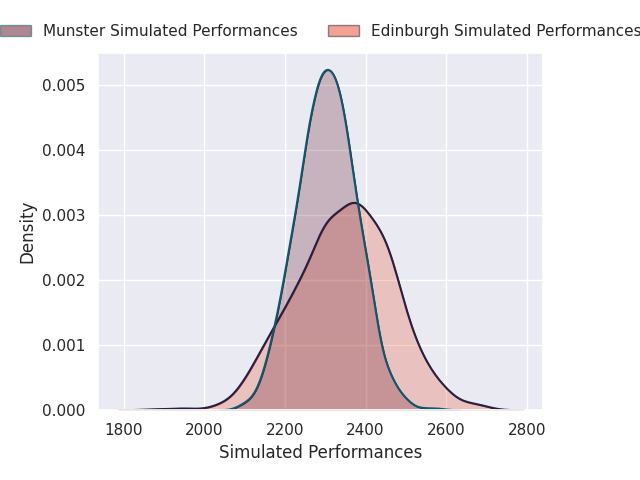 Munster Simulated Performances Edinburgh Simulated Performances
0.005
0.004
0.003
0.002
0.001
0.000
Density
1800 2000 2200 2400 2600 2800
Simulated Performances